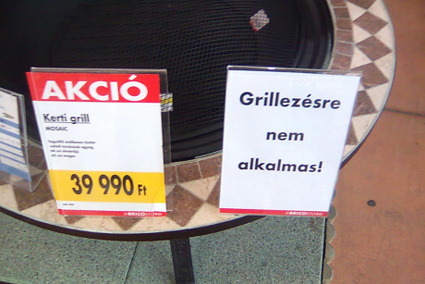 AKCIÓ
Kerti grill
MOSAIC
39 990 Ft
BRICOSTORE
Grillezésre
nem
alkalmas!
BRICOSTORE